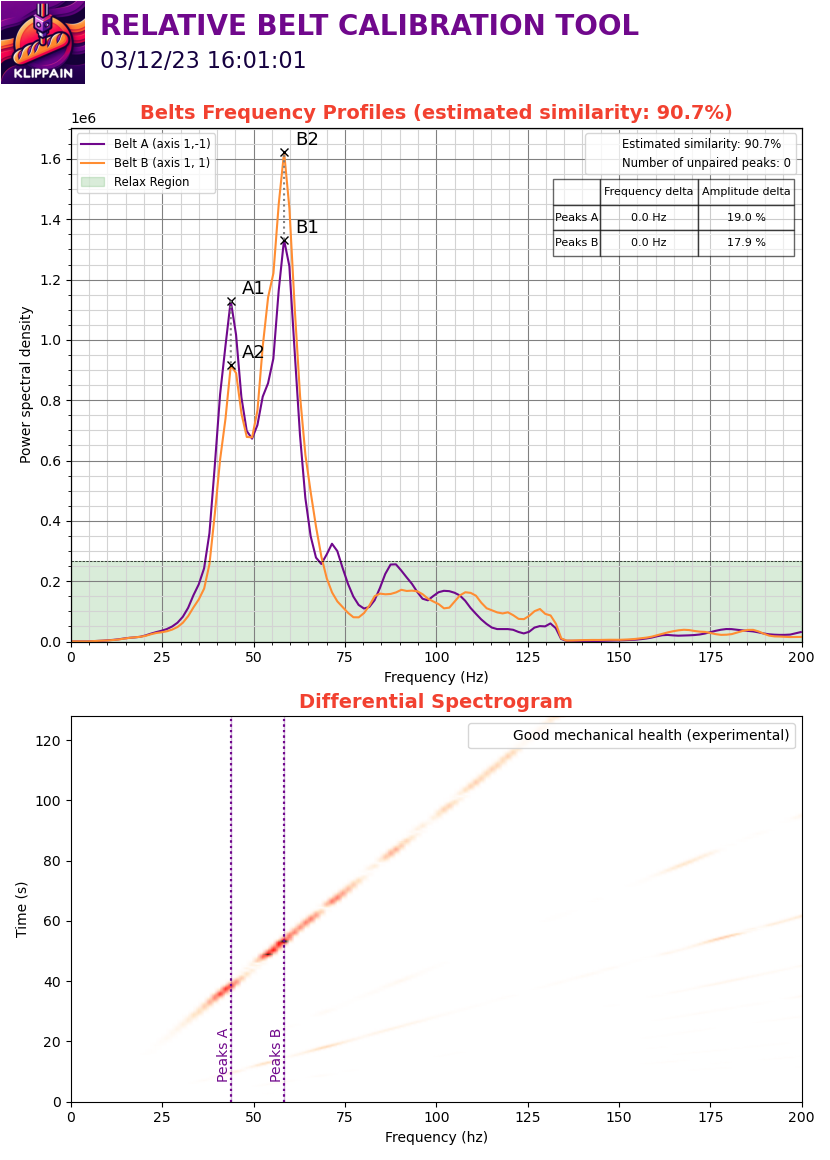 RELATIVE BELT CALIBRATION TOOL
03/12/23 16:01:01
KLIPPAIN
Belts Frequency Profiles (estimated similarity: 90.7%)
1e6
Belt A (axis 1,-1)
Belt B (axis 1, 1)
Relax Region
Estimated similarity: 90.7%
Number of unpaired peaks: 0
Frequency delta Amplitude delta
Peaks A 0.0 Hz 19.0 %
Peaks B 0.0 Hz 17.9 %
B2
B1
A1
A2
Power spectral density
1.6
1.4
1.2
1.0
0.8
0.6
0.4
0.2
0.0
0 25 50 75 100 125 150 175 200
Frequency (Hz)
Differential Spectrogram
Good mechanical health (experimental)
Time (s)
120
100
80
60
40
20
0
Peaks A
Peaks B
0 25 50 75 100 125 150 175 200
Frequency (hz)